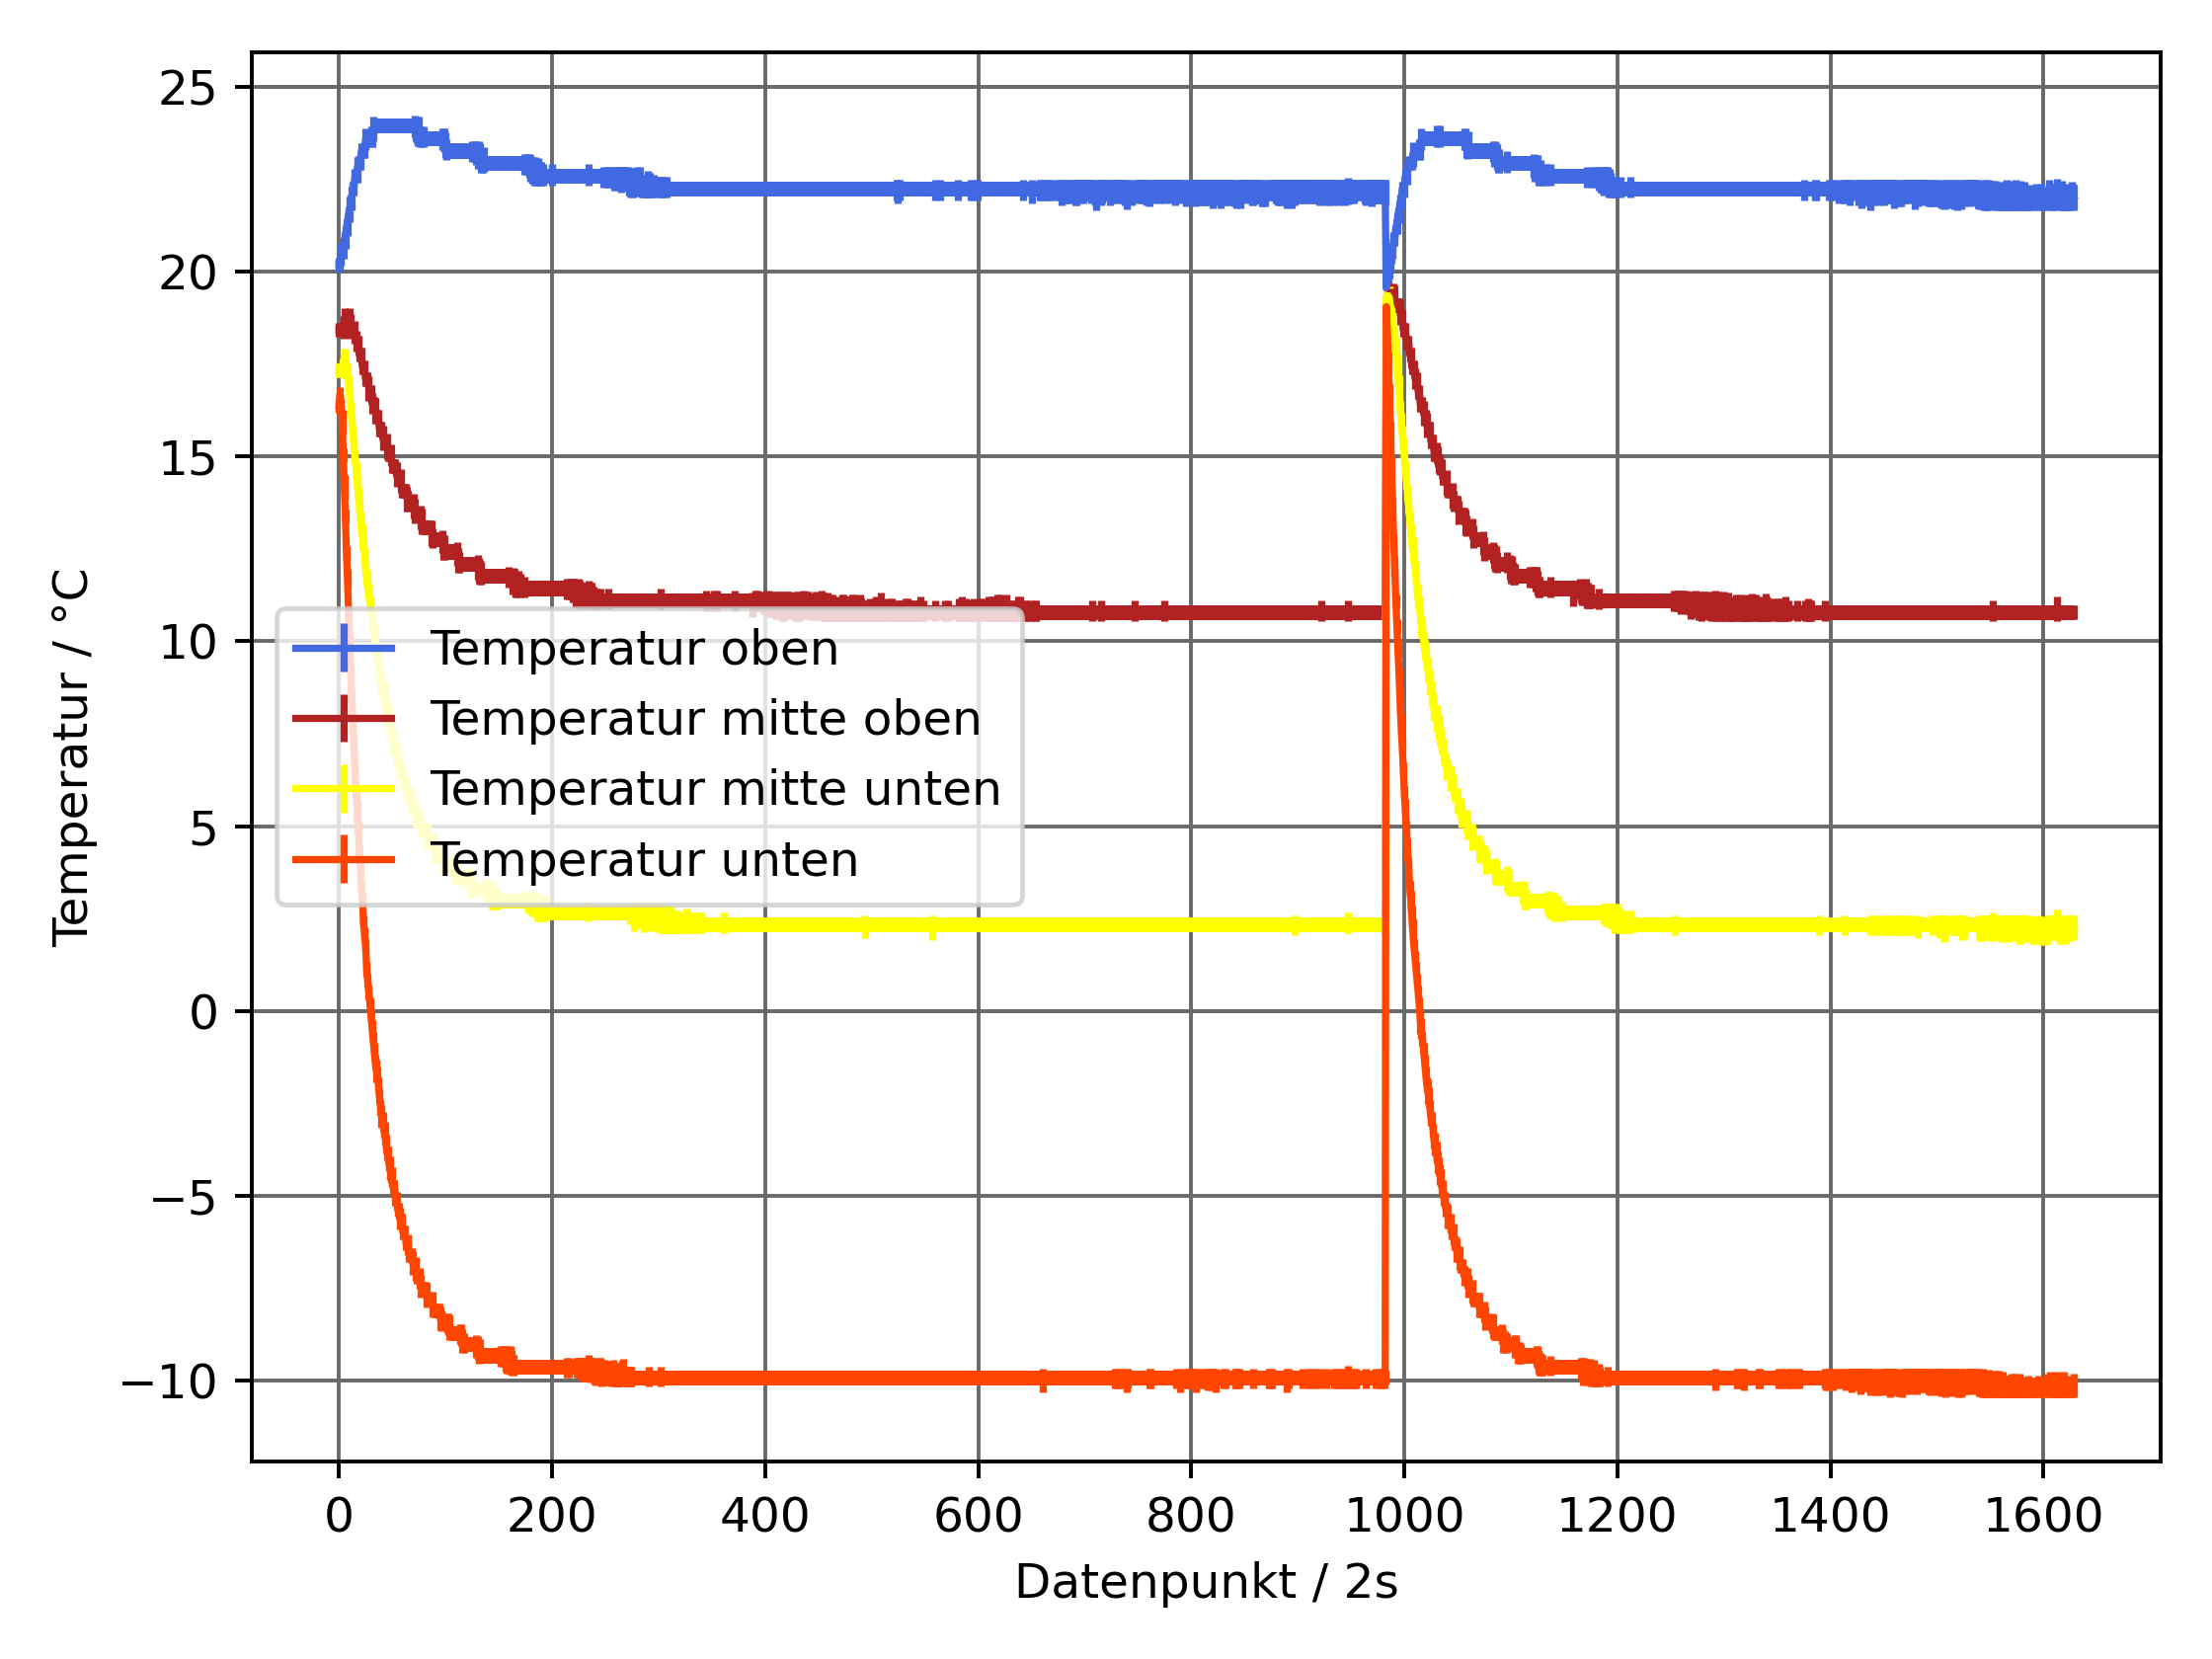 25
20
15
10
5
0
−5
−10
Temperatur / °C
Temperatur oben
Temperatur mitte oben
Temperatur mitte unten
Temperatur unten
0 200 400 600 800 1000 1200 1400 1600
Datenpunkt / 2s